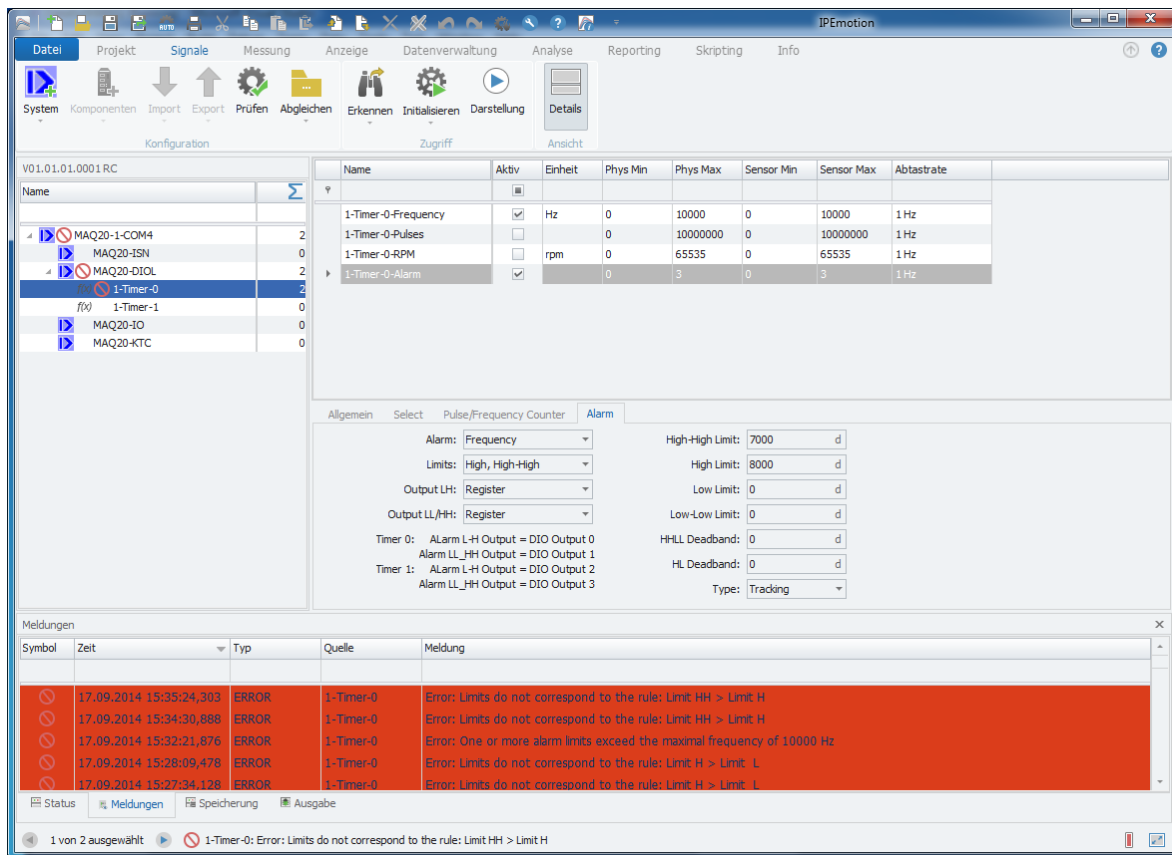 IPEmotion
AUTO
Datei Projekt Signale Messung Anzeige Datenverwaltung Analyse Reporting Skripting Info
System Komponenten Import Export Prüfen Abgleichen Erkennen Initialisieren Darstellung Details
Konfiguration Zugriff Ansicht
V01.01.01.0001 RC
Name Σ
MAQ20-1-COM4 2
MAQ20-ISN 0
MAQ20-DIOL 2
1-Timer-0 2
f(x) 1-Timer-1 0
MAQ20-IO 0
MAQ20-KTC 0
Name Aktiv Einheit Phys Min Phys Max Sensor Min Sensor Max Abtastrate
1-Timer-0-Frequency Hz 0 10000 0 10000 1 Hz
1-Timer-0-Pulses 0 10000000 0 10000000 1 Hz
1-Timer-0-RPM rpm 0 65535 0 65535 1 Hz
1-Timer-0-Alarm 0 3 0 3 1 Hz
Allgemein Select Pulse/Frequency Counter Alarm
Alarm: Frequency High-High Limit: 7000 d
Limits: High, High-High High Limit: 8000 d
Output LH: Register Low Limit: 0 d
Output LL/HH: Register Low-Low Limit: 0 d
Timer 0: ALarm L-H Output = DIO Output 0 HHLL Deadband: 0 d
Alarm LL_HH Output = DIO Output 1
Timer 1: ALarm L-H Output = DIO Output 2 HL Deadband: 0 d
Alarm LL_HH Output = DIO Output 3 Type: Tracking
Meldungen
Symbol Zeit Typ Quelle Meldung
17.09.2014 15:35:24,303 ERROR 1-Timer-0 Error: Limits do not correspond to the rule: Limit HH > Limit H
17.09.2014 15:34:30,888 ERROR 1-Timer-0 Error: Limits do not correspond to the rule: Limit HH > Limit H
17.09.2014 15:32:21,876 ERROR 1-Timer-0 Error: One or more alarm limits exceed the maximal frequency of 10000 Hz
17.09.2014 15:28:09,478 ERROR 1-Timer-0 Error: Limits do not correspond to the rule: Limit H > Limit L
17.09.2014 15:27:34,128 ERROR 1-Timer-0 Error: Limits do not correspond to the rule: Limit H > Limit L
Status Meldungen Speicherung Ausgabe
1 von 2 ausgewählt 1-Timer-0: Error: Limits do not correspond to the rule: Limit HH > Limit H